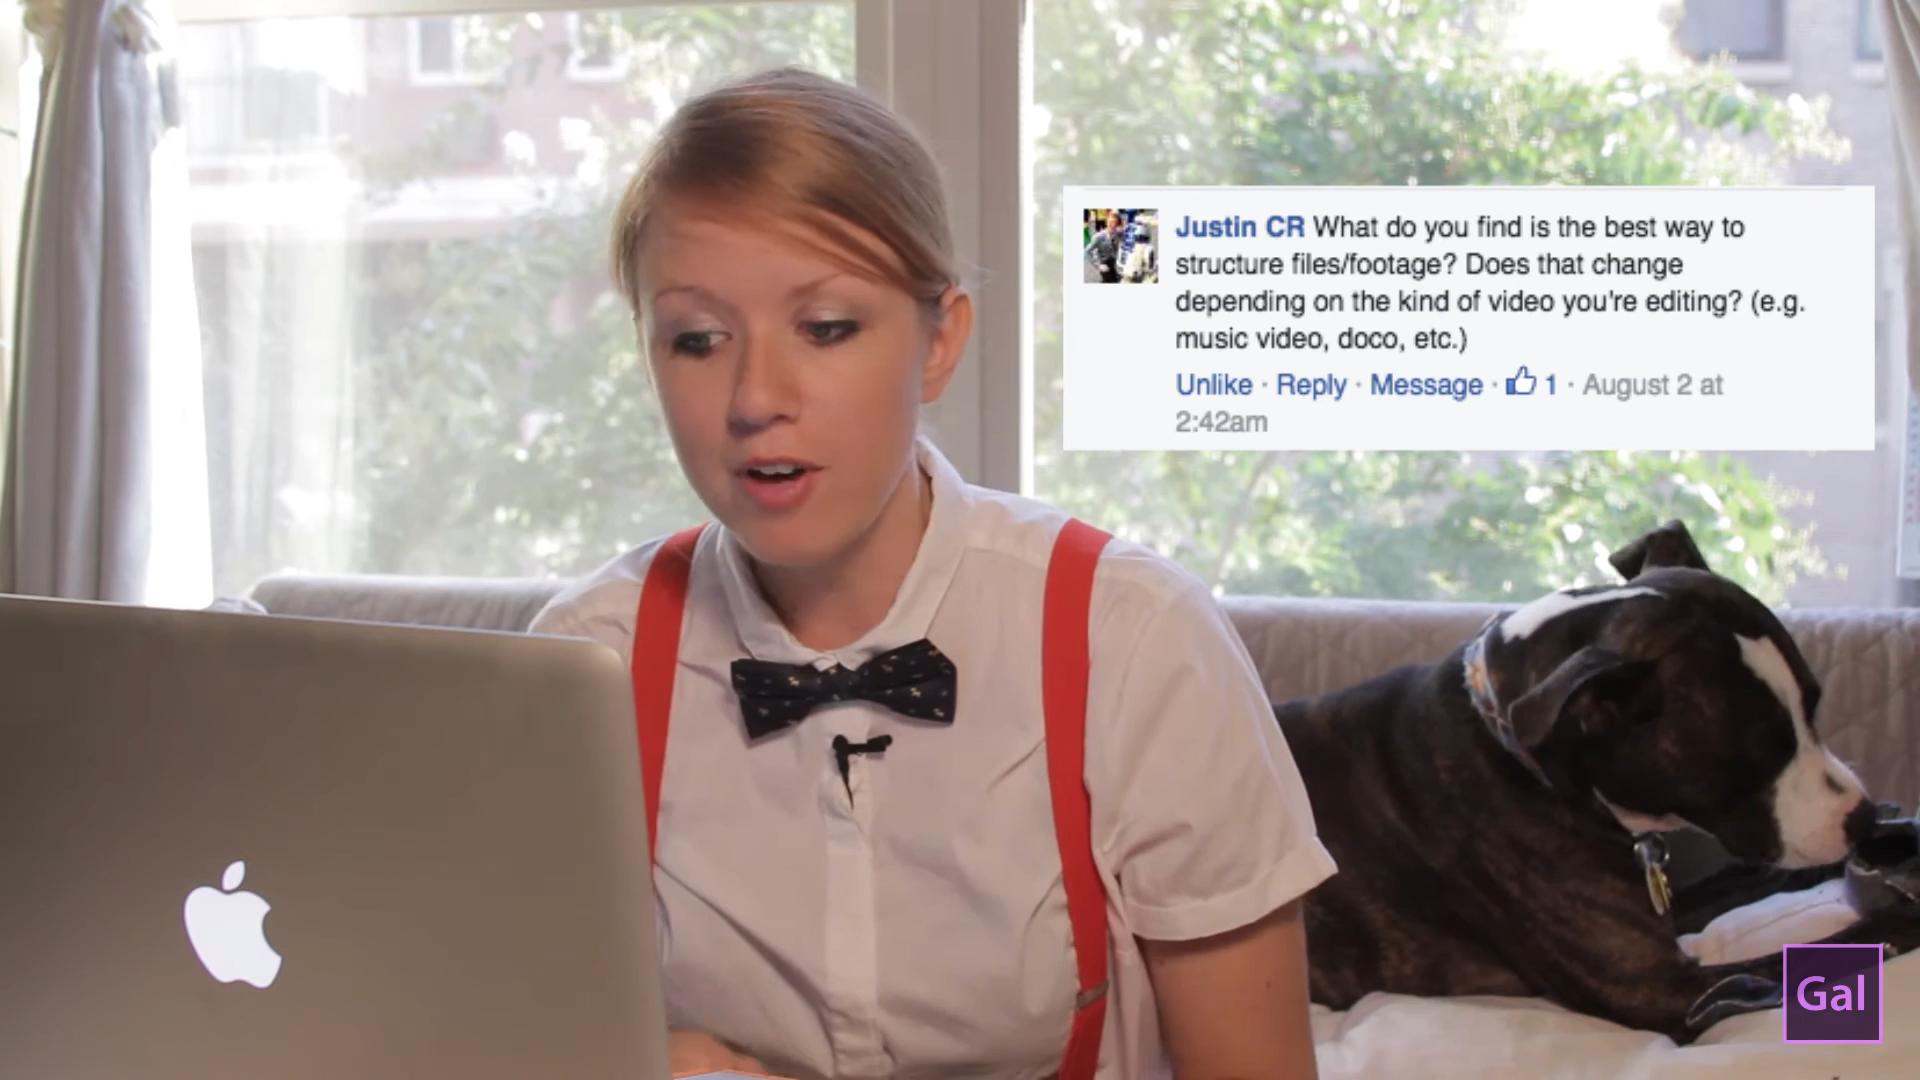 Justin CR What do you find is the best way to
structure files/footage? Does that change
depending on the kind of video you're editing? (e.g.
music video, doco, etc.)
Unlike · Reply · Message · 1 · August 2 at
2:42am
Gal